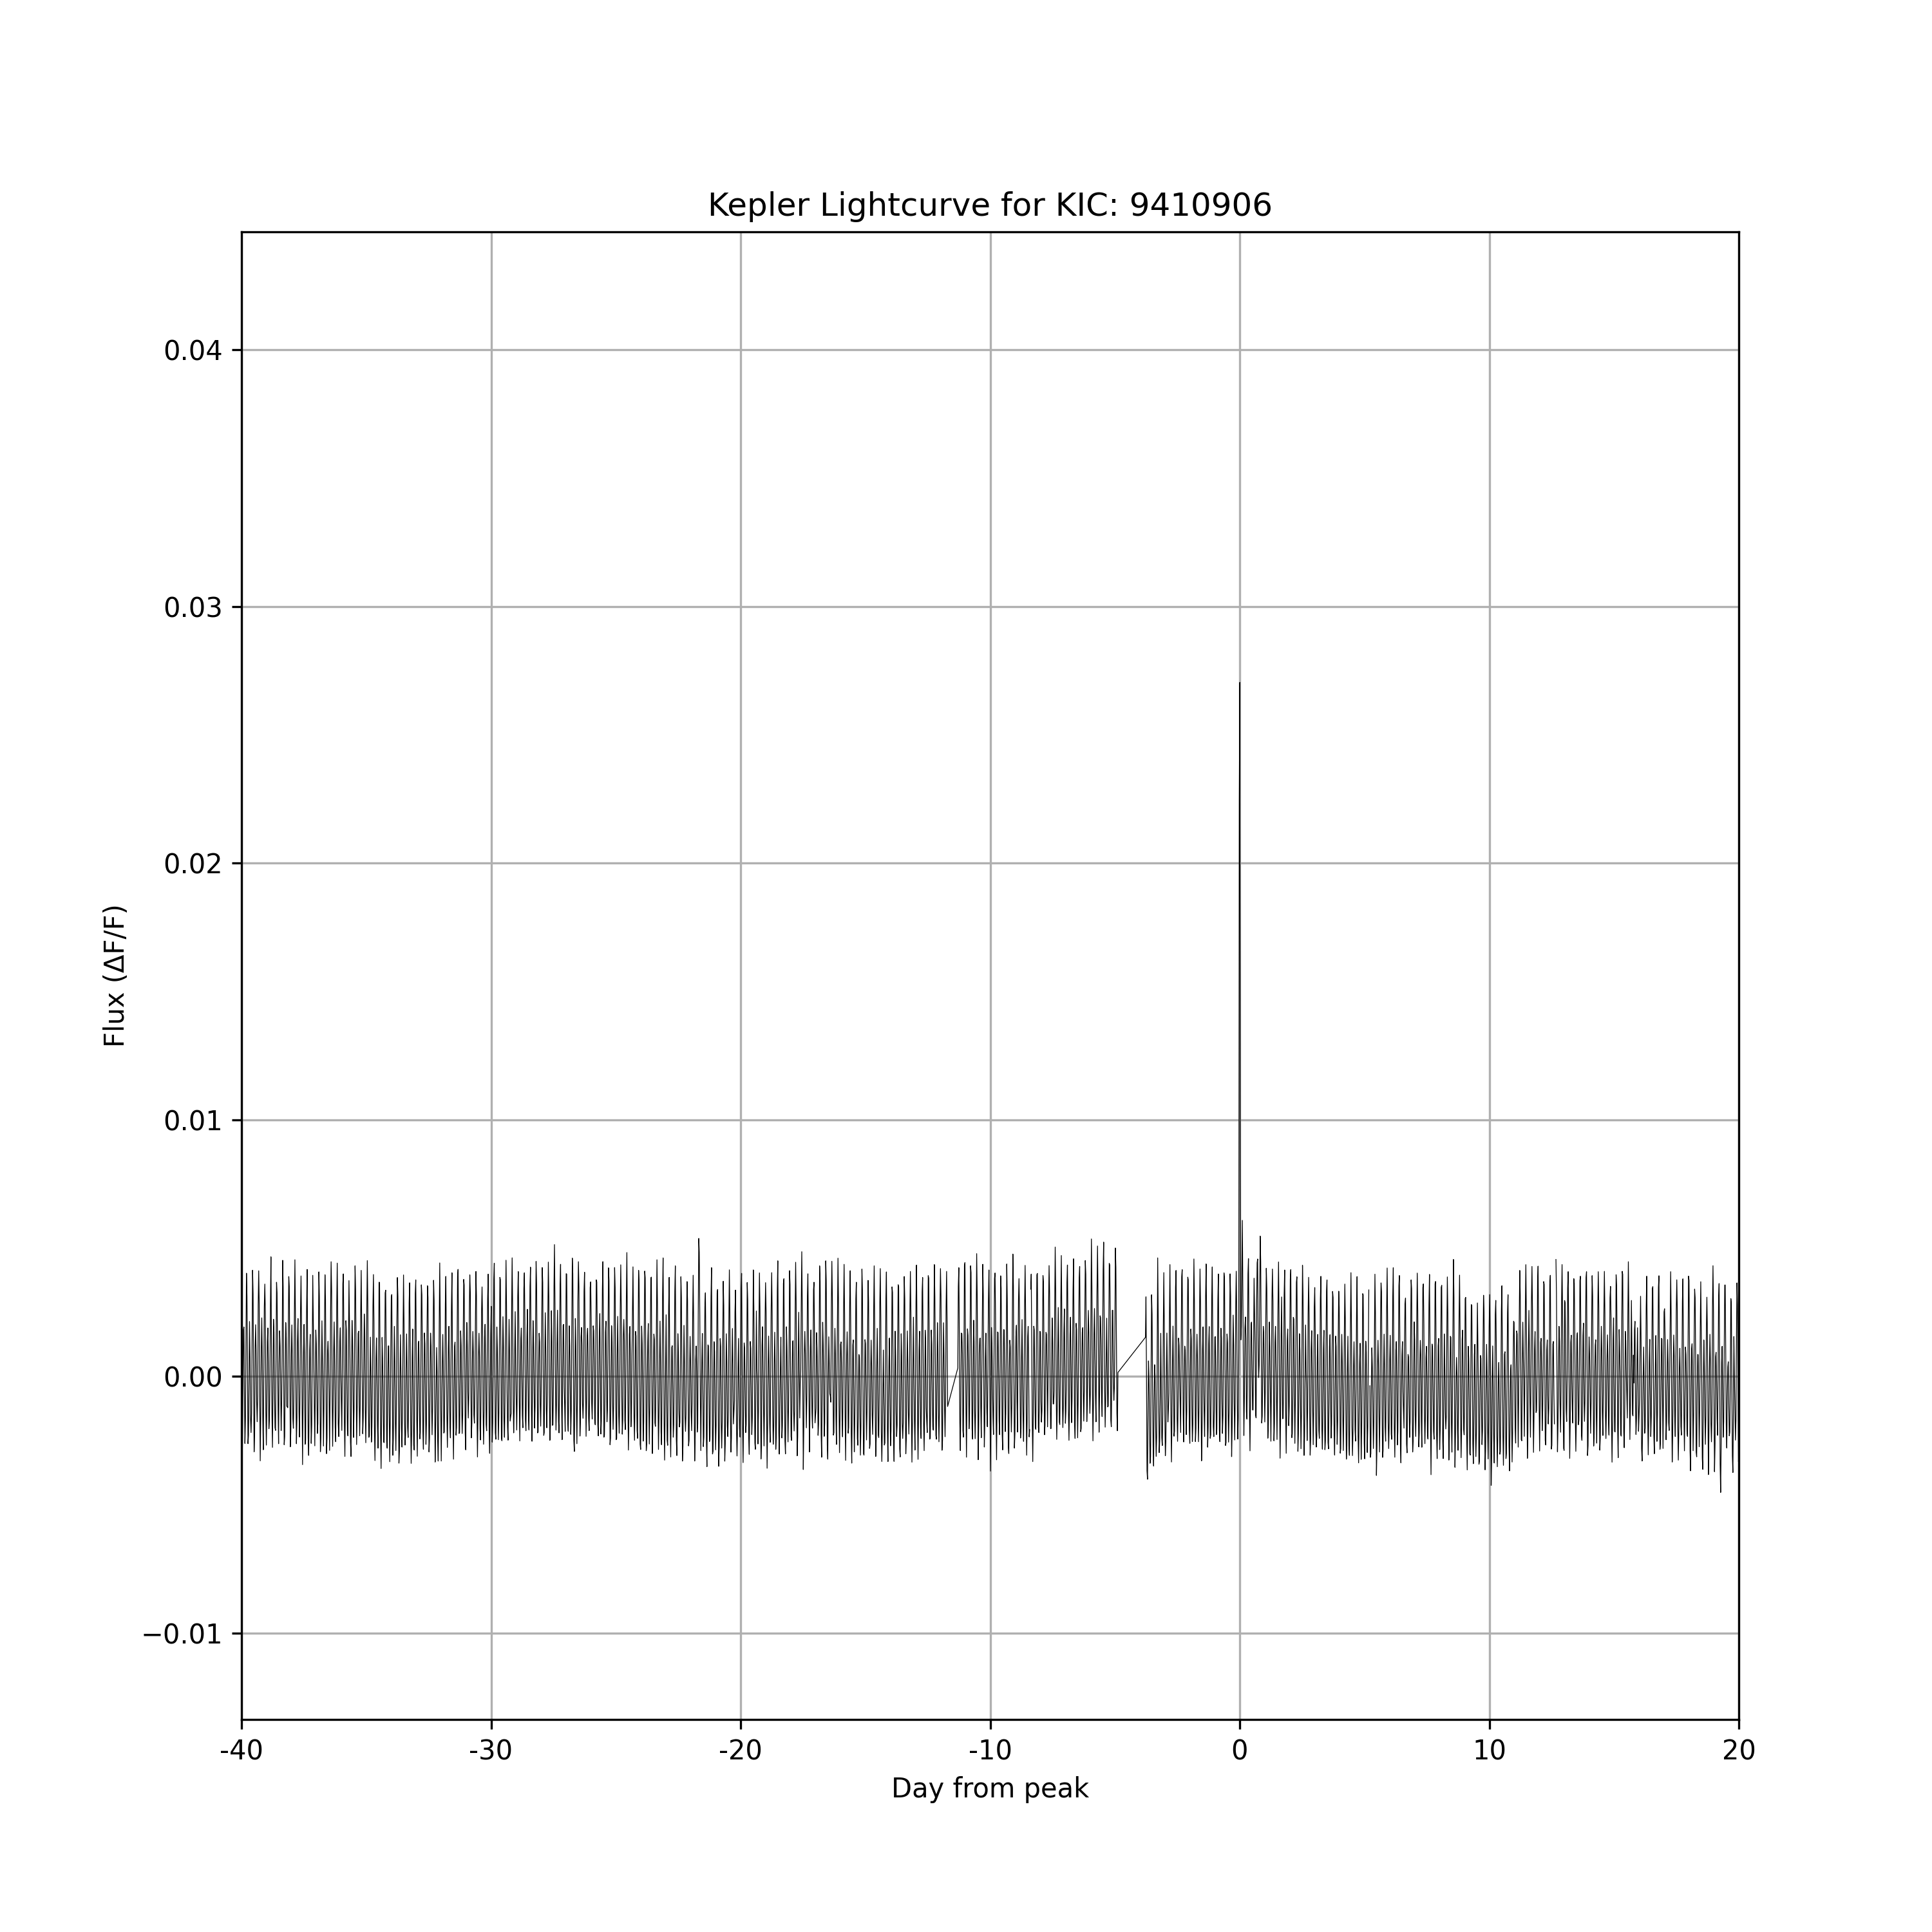 Kepler Lightcurve for KIC: 9410906
0.04
0.03
0.02
0.01
0.00
−0.01
Flux (ΔF/F)
-40 -30 -20 -10 0 10 20
Day from peak